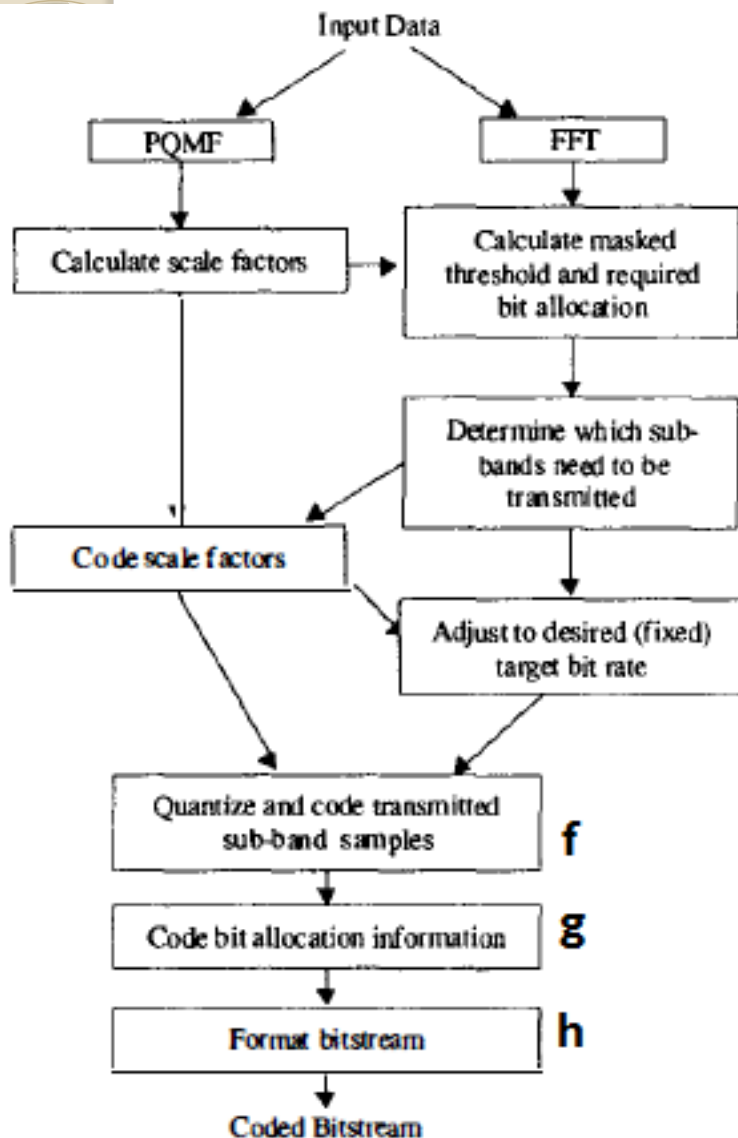 Input Data
PQMF
FFT
Calculate scale factors
Calculate masked
threshold and required
bit allocation
Determine which sub-
bands need to be
transmitted
Code scale factors
Adjust to desired (fixed)
target bit rate
Quantize and code transmitted
sub-band samples
f
Code bit allocation information
g
Format bitstream
h
Coded Bitstream